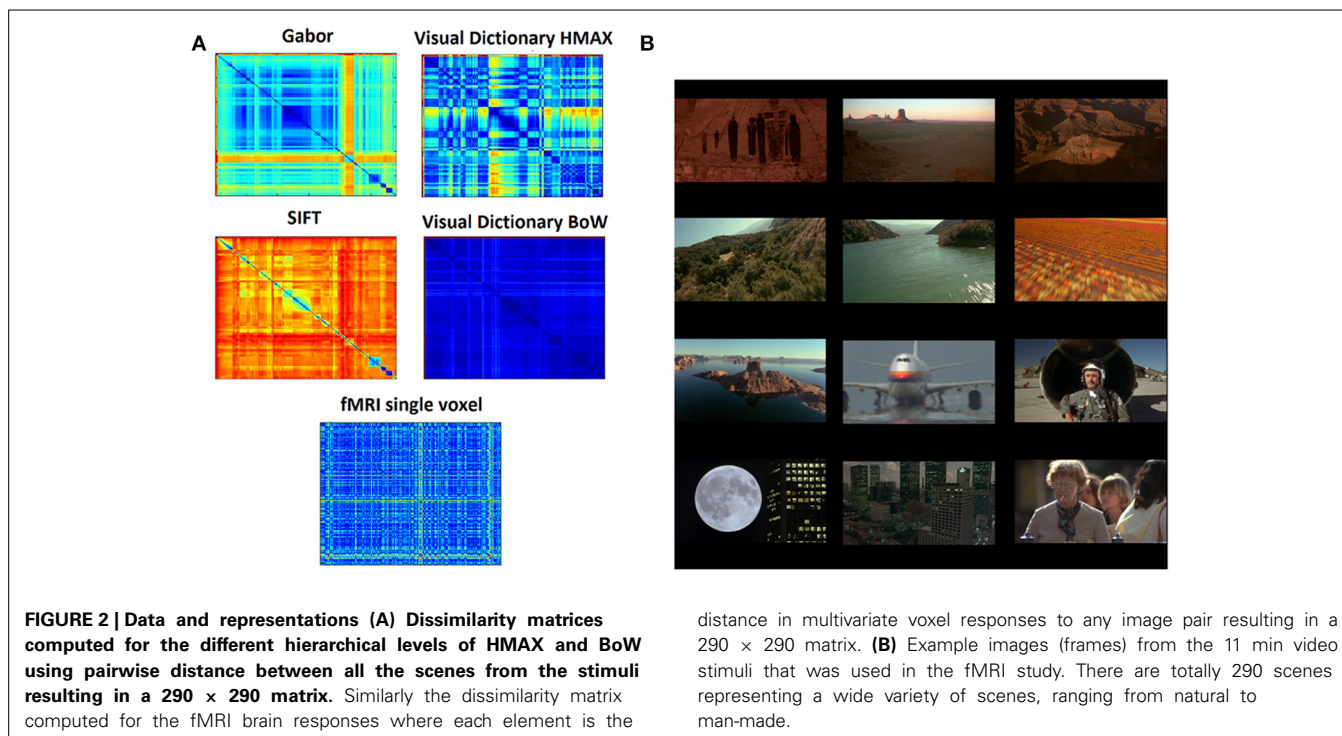 A
B
Gabor
Visual Dictionary HMAX
SIFT
Visual Dictionary BoW
fMRI single voxel
FIGURE 2 | Data and representations (A) Dissimilarity matrices
computed for the different hierarchical levels of HMAX and BoW
using pairwise distance between all the scenes from the stimuli
resulting in a 290 × 290 matrix. Similarly the dissimilarity matrix
computed for the fMRI brain responses where each element is the
distance in multivariate voxel responses to any image pair resulting in a
290 × 290 matrix. (B) Example images (frames) from the 11 min video
stimuli that was used in the fMRI study. There are totally 290 scenes
representing a wide variety of scenes, ranging from natural to
man-made.